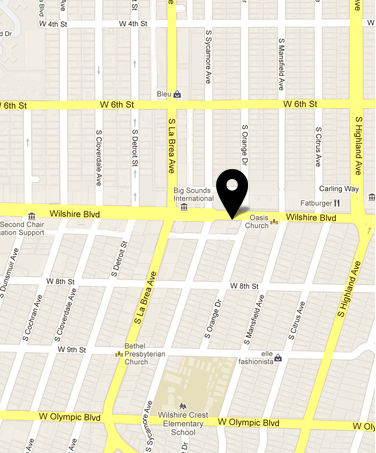 W 4th St
W 4th St
S Sycamore Ave
S Mansfield Ave
Bleu
W 6th St
W 6th St
W 6th St
S Cloverdale Ave
S Detroit St
S La Brea Ave
S Orange Dr
S Citrus Ave
S Highland Ave
Big Sounds
International
Carling Way
Fatburger
Wilshire Blvd
Oasis
Church
Wilshire Blvd
Second Chair
ation Support
S Dunsmuir Ave
S Detroit St
W 8th St
W 8th St
S Cochran Ave
S Cloverdale Ave
S La Brea Ave
S Orange Dr
S Mansfield Ave
S Citrus Ave
S Highland Ave
W 9th St
Bethel
Presbyterian
Church
elle
fashionista
W Olympic Blvd
S Sycamore Ave
Wilshire Crest
Elementary
School
W Olympic Blvd
W Oly